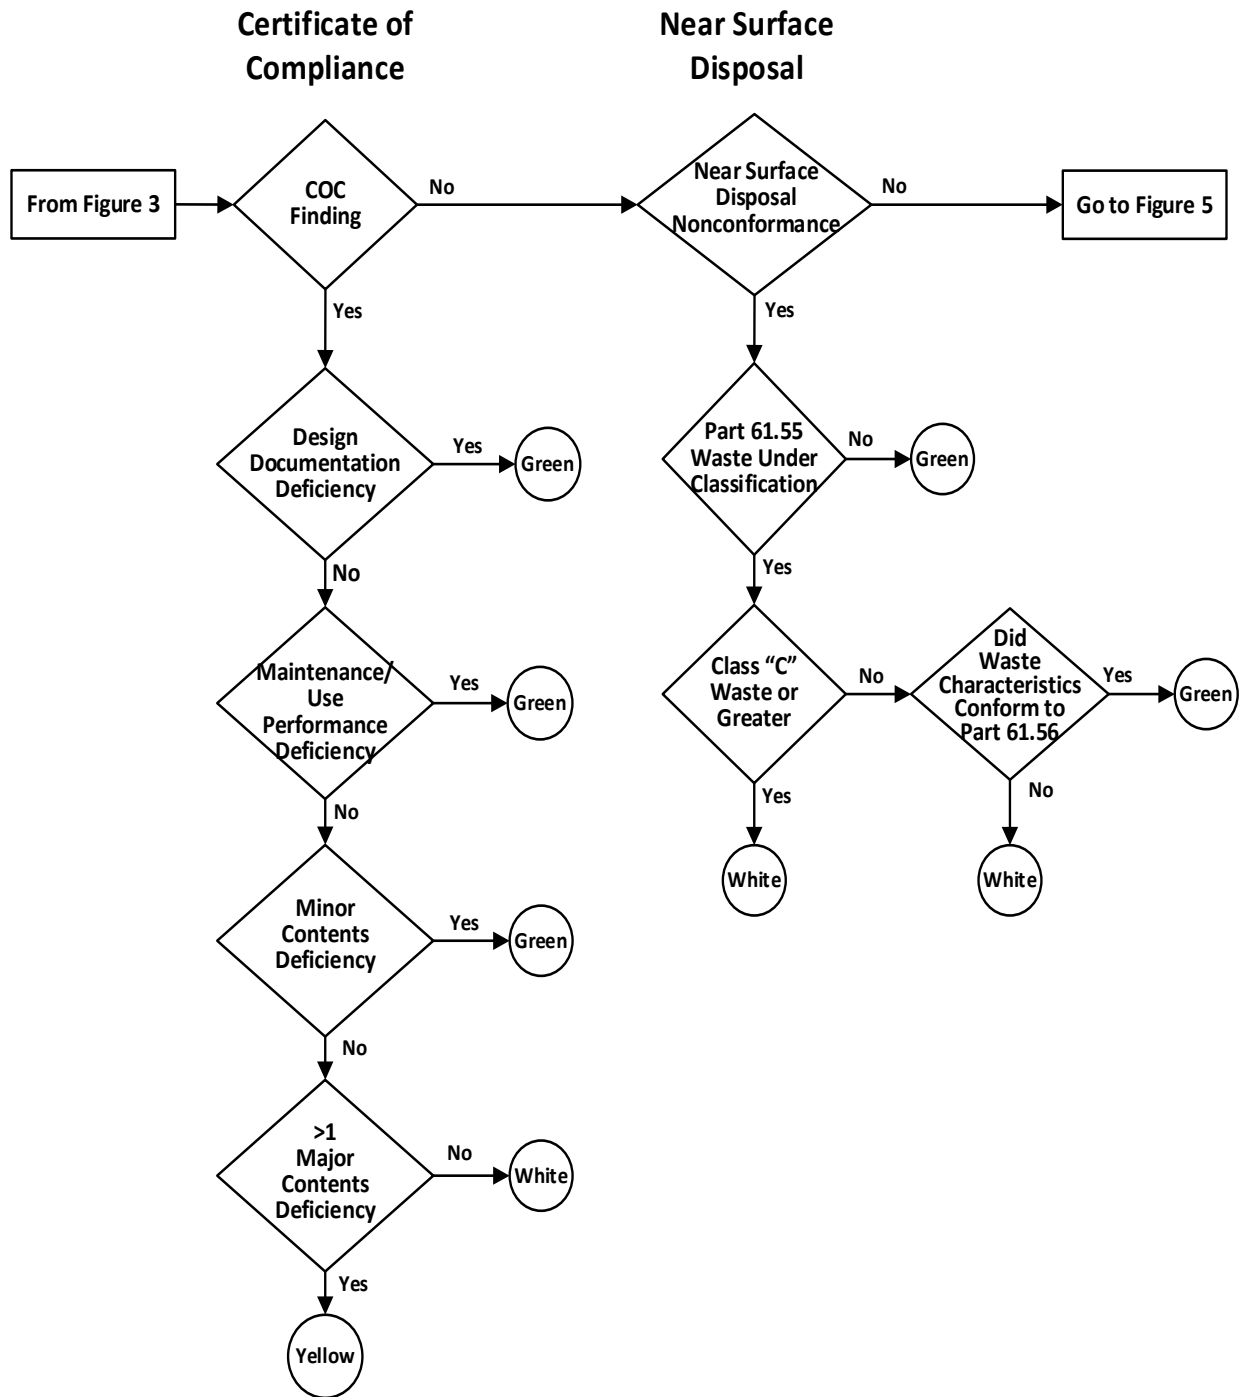 Certificate of
Compliance
Near Surface
Disposal
From Figure 3
COC
Finding
No
Near Surface
Disposal
Nonconformance
No
Go to Figure 5
Yes
Yes
Design
Documentation
Deficiency
Yes
Green
Part 61.55
Waste Under
Classification
No
Green
No
Yes
Maintenance/
Use
Performance
Deficiency
Yes
Green
Class “C”
Waste or
Greater
No
Did
Waste
Characteristics
Conform to
Part 61.56
Yes
Green
No
Yes
No
White
White
Minor
Contents
Deficiency
Yes
Green
No
>1
Major
Contents
Deficiency
No
White
Yes
Yellow